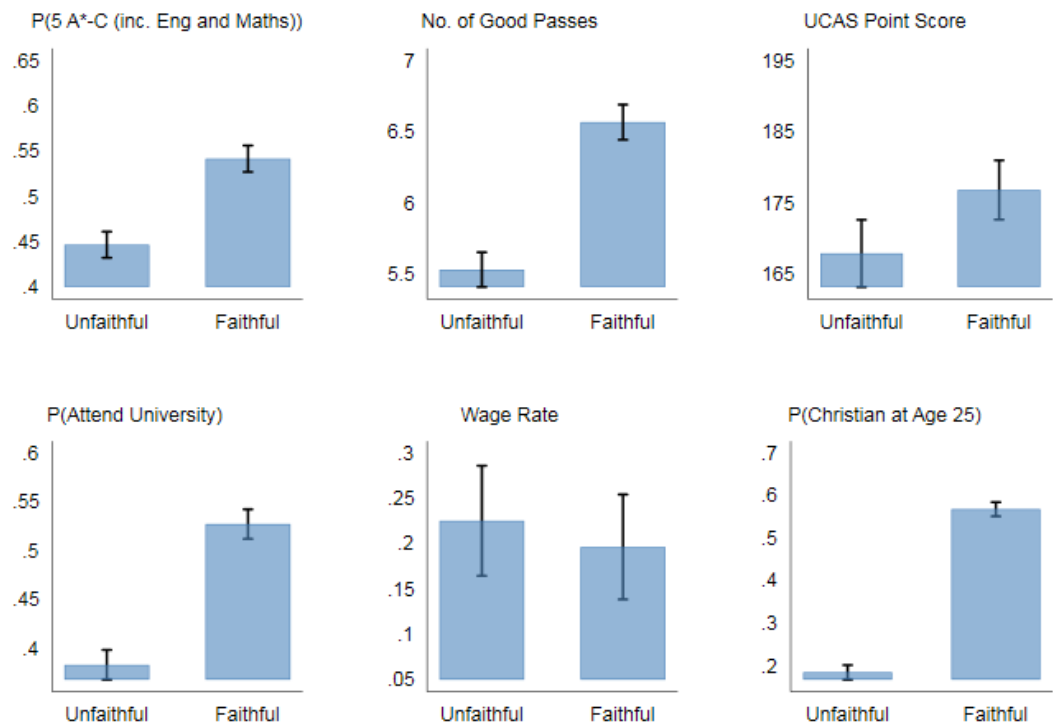 P(5 A*-C (inc. Eng and Maths))
.65
.6
.55
.5
.45
.4
Unfaithful Faithful
No. of Good Passes
7
6.5
6
5.5
Unfaithful Faithful
UCAS Point Score
195
185
175
165
Unfaithful Faithful
P(Attend University)
.6
.55
.5
.45
.4
Unfaithful Faithful
Wage Rate
.3
.25
.2
.15
.1
.05
Unfaithful Faithful
P(Christian at Age 25)
.7
.6
.5
.4
.3
.2
Unfaithful Faithful